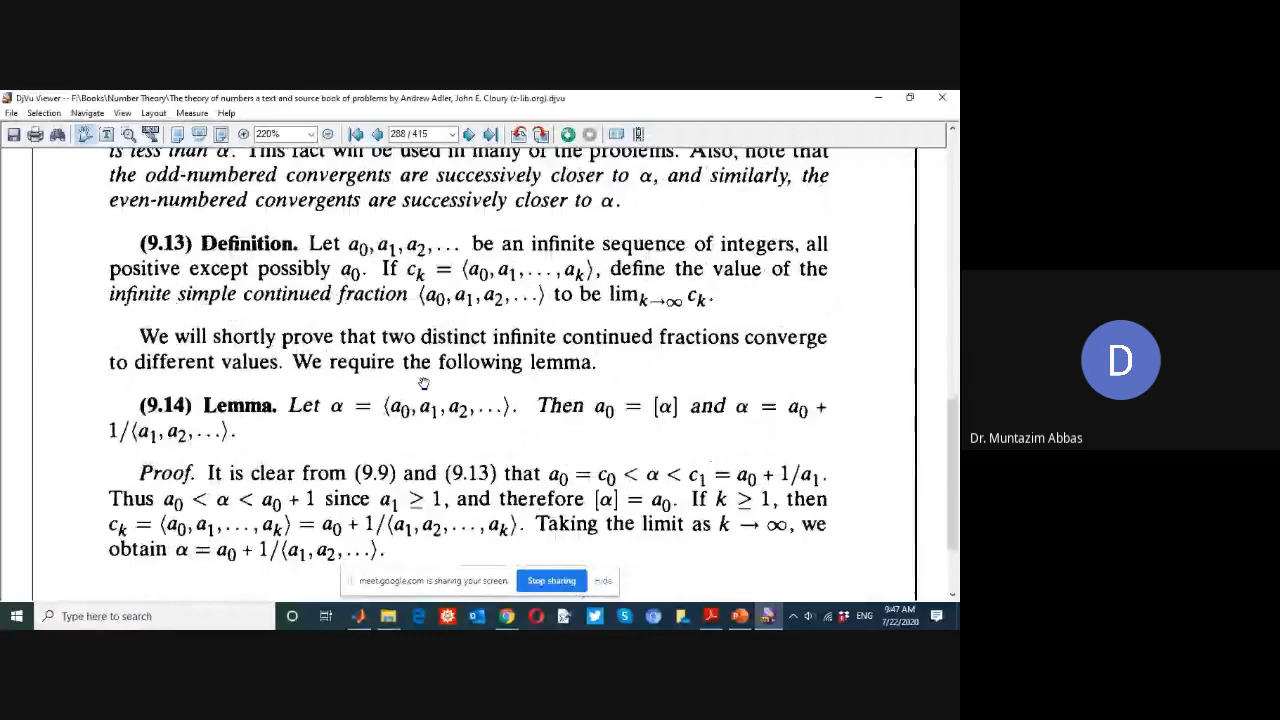 DjVu Viewer -- F:\Books\Number Theory\The theory of numbers a text and source book of problems by Andrew Adler, John E. Cloury (z-lib.org).djvu
File Selection Navigate View Layout Measure Help
220% 288 / 415
is less than α. This fact will be used in many of the problems. Also, note that
the odd-numbered convergents are successively closer to α, and similarly, the
even-numbered convergents are successively closer to α.
(9.13) Definition. Let a₀, a₁, a₂, … be an infinite sequence of integers, all
positive except possibly a₀. If cₖ = ⟨a₀, a₁, …, aₖ⟩, define the value of the
infinite simple continued fraction ⟨a₀, a₁, a₂, …⟩ to be limₖ→∞ cₖ.
We will shortly prove that two distinct infinite continued fractions converge
to different values. We require the following lemma.
(9.14) Lemma. Let α = ⟨a₀, a₁, a₂, …⟩. Then a₀ = [α] and α = a₀ +
1/⟨a₁, a₂, …⟩.
Proof. It is clear from (9.9) and (9.13) that a₀ = c₀ < α < c₁ = a₀ + 1/a₁.
Thus a₀ < α < a₀ + 1 since a₁ ≥ 1, and therefore [α] = a₀. If k ≥ 1, then
cₖ = ⟨a₀, a₁, …, aₖ⟩ = a₀ + 1/⟨a₁, a₂, …, aₖ⟩. Taking the limit as k → ∞, we
obtain α = a₀ + 1/⟨a₁, a₂, …⟩.
meet.google.com is sharing your screen. Stop sharing Hide
Type here to search
ENG
9:47 AM
7/22/2020
D
Dr. Muntazim Abbas